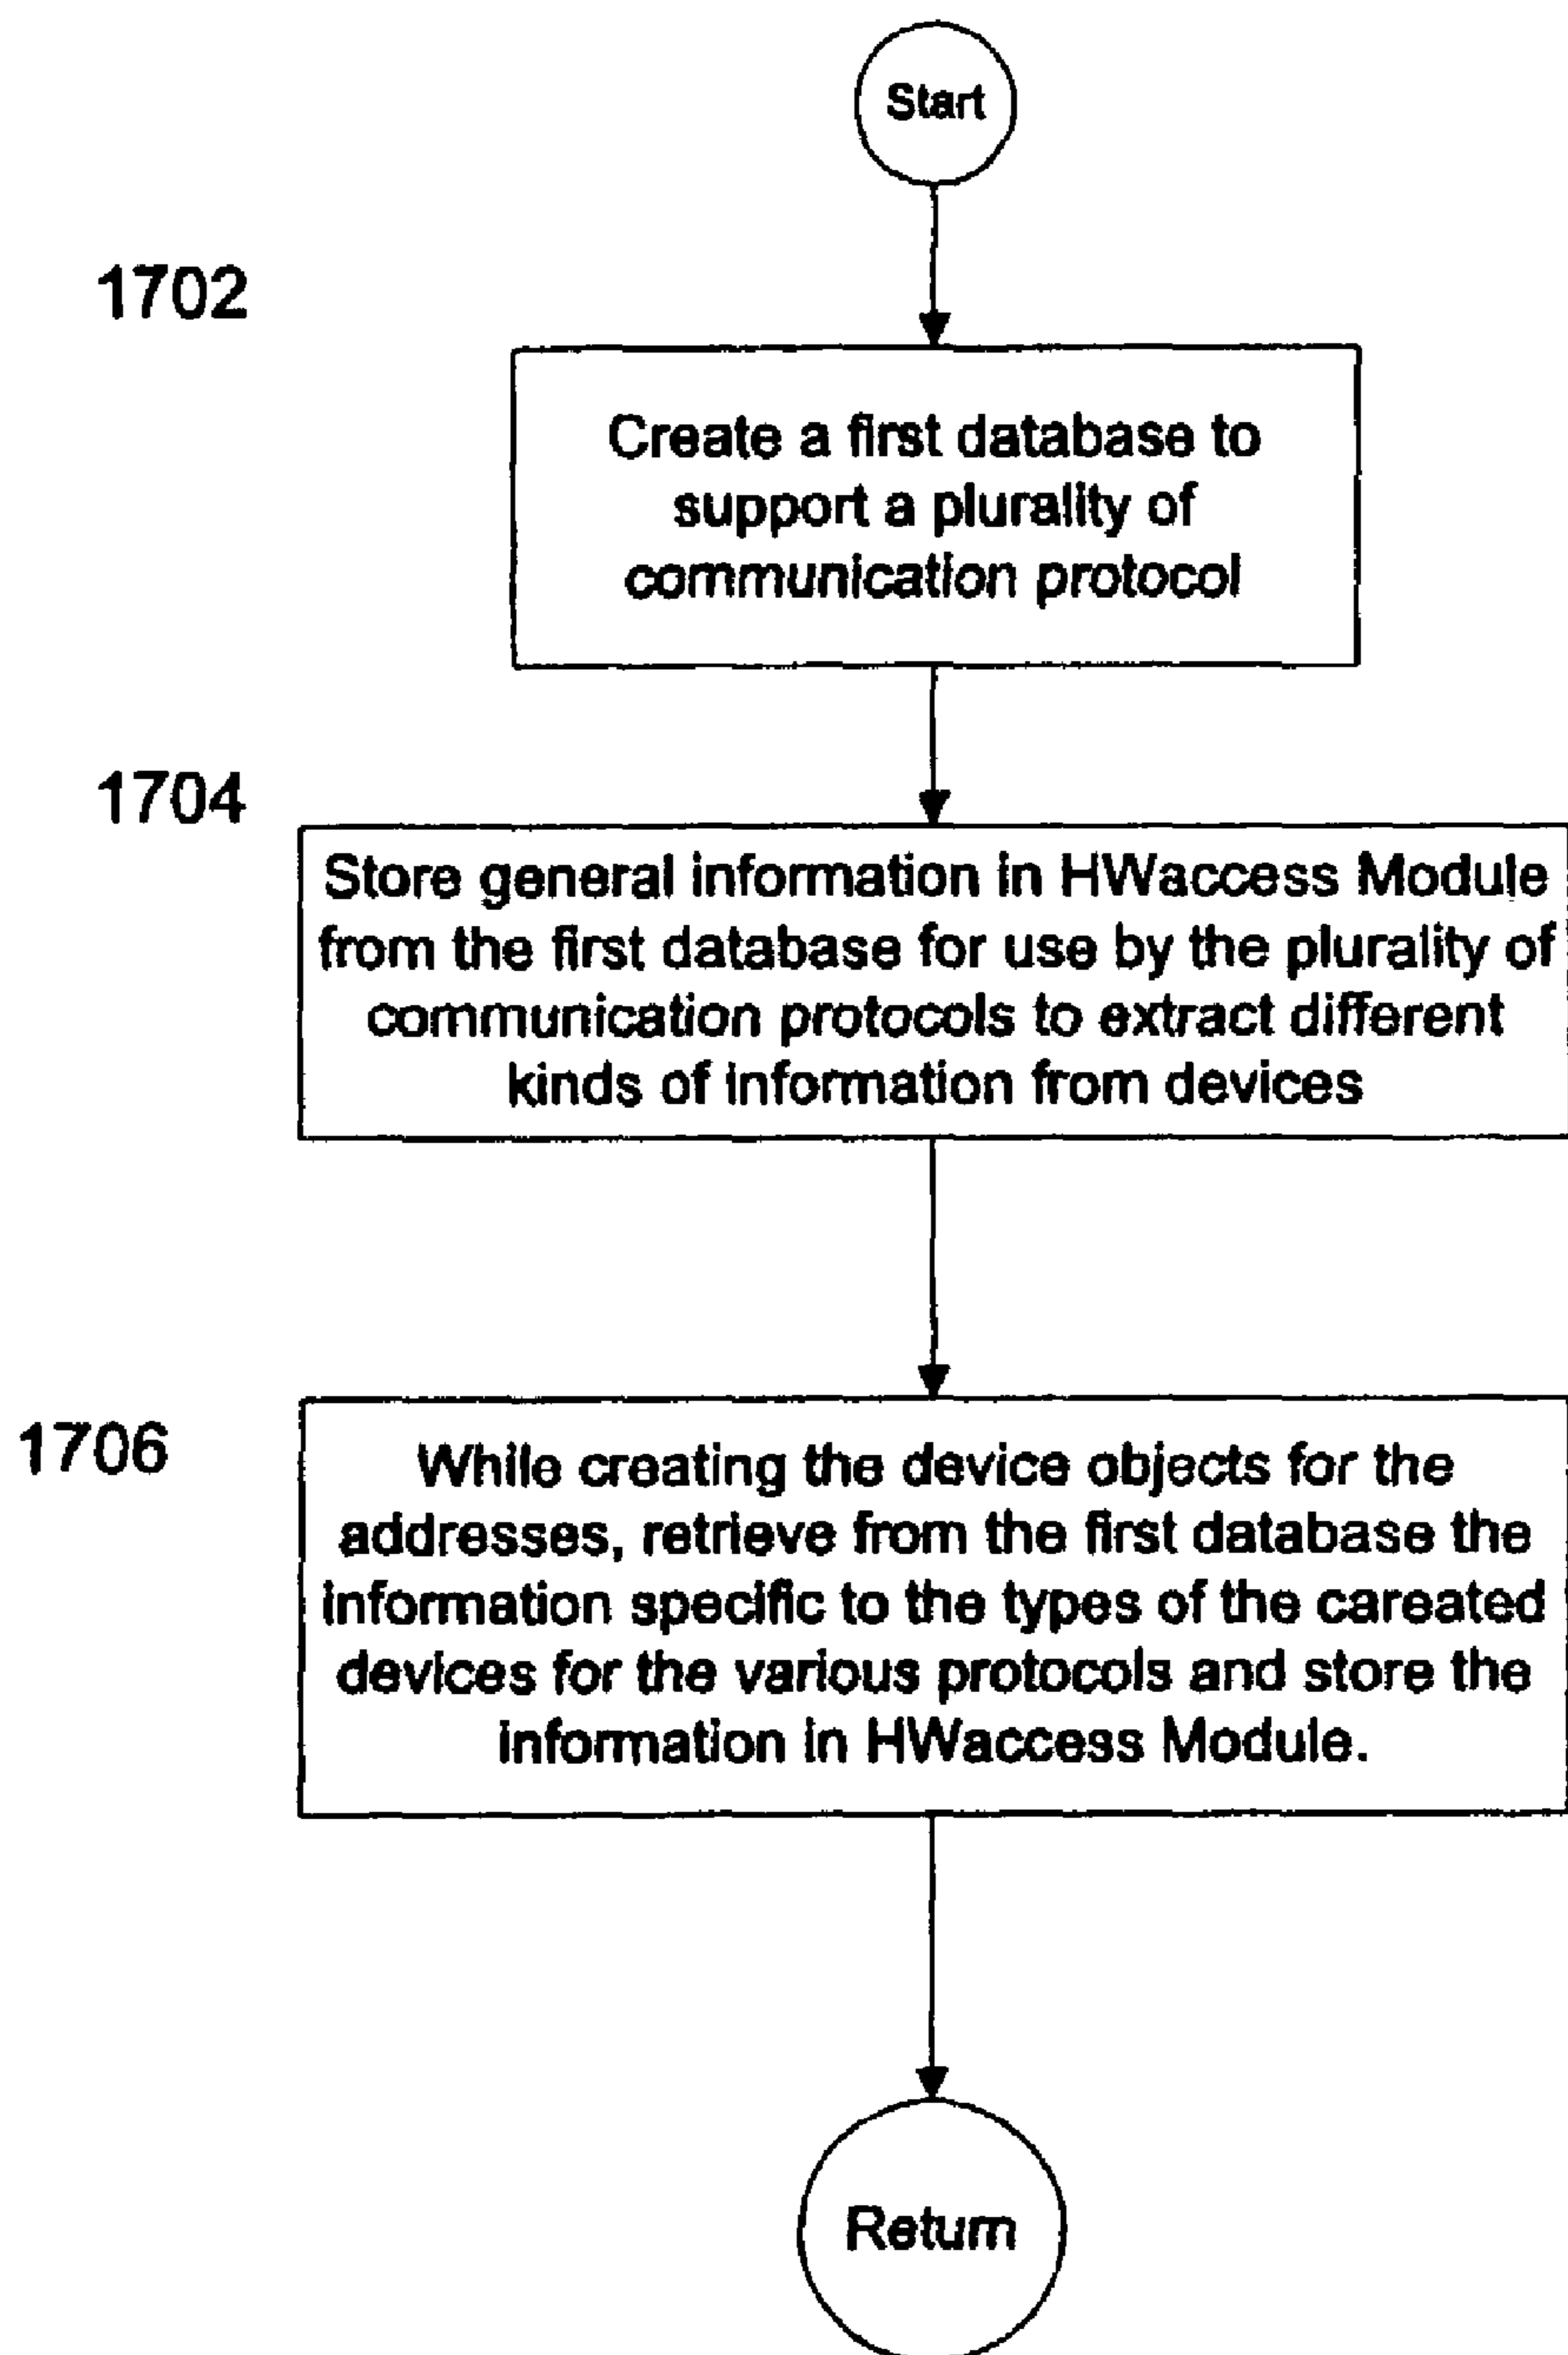 Start
1702
Create a first database to
support a plurality of
communication protocol
1704
Store general information in HWaccess Module
from the first database for use by the plurality of
communication protocols to extract different
kinds of information from devices
1706
While creating the device objects for the
addresses, retrieve from the first database the
information specific to the types of the careated
devices for the various protocols and store the
information in HWaccess Module.
Return